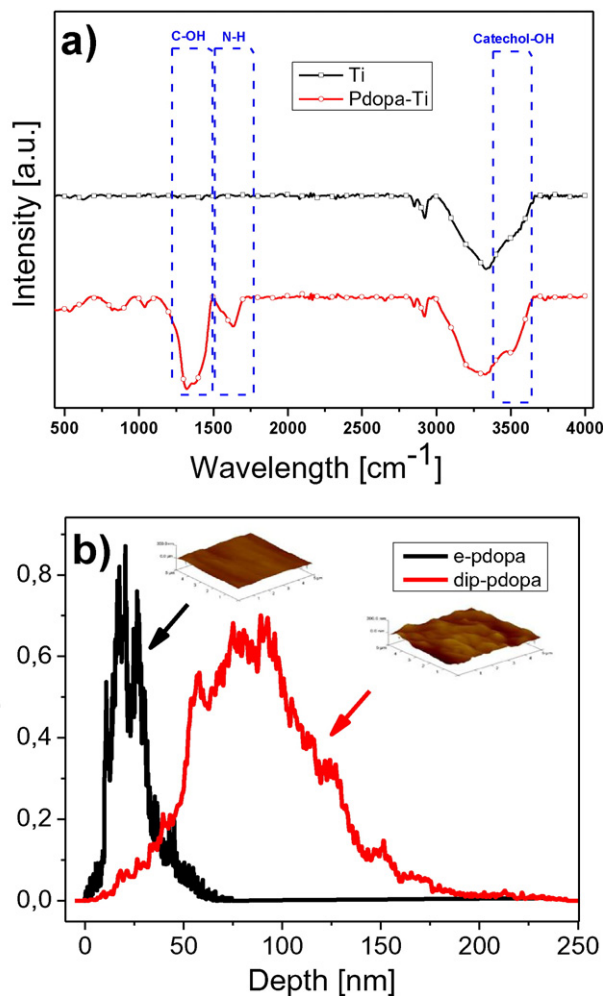 a)
C-OH
N-H
Catechol-OH
Ti
Pdopa-Ti
Intensity [a.u.]
500 1000 1500 2000 2500 3000 3500 4000
Wavelength [cm-1]
b)
e-pdopa
dip-pdopa
0,8
0,6
0,4
0,2
0,0
0 50 100 150 200 250
Depth [nm]